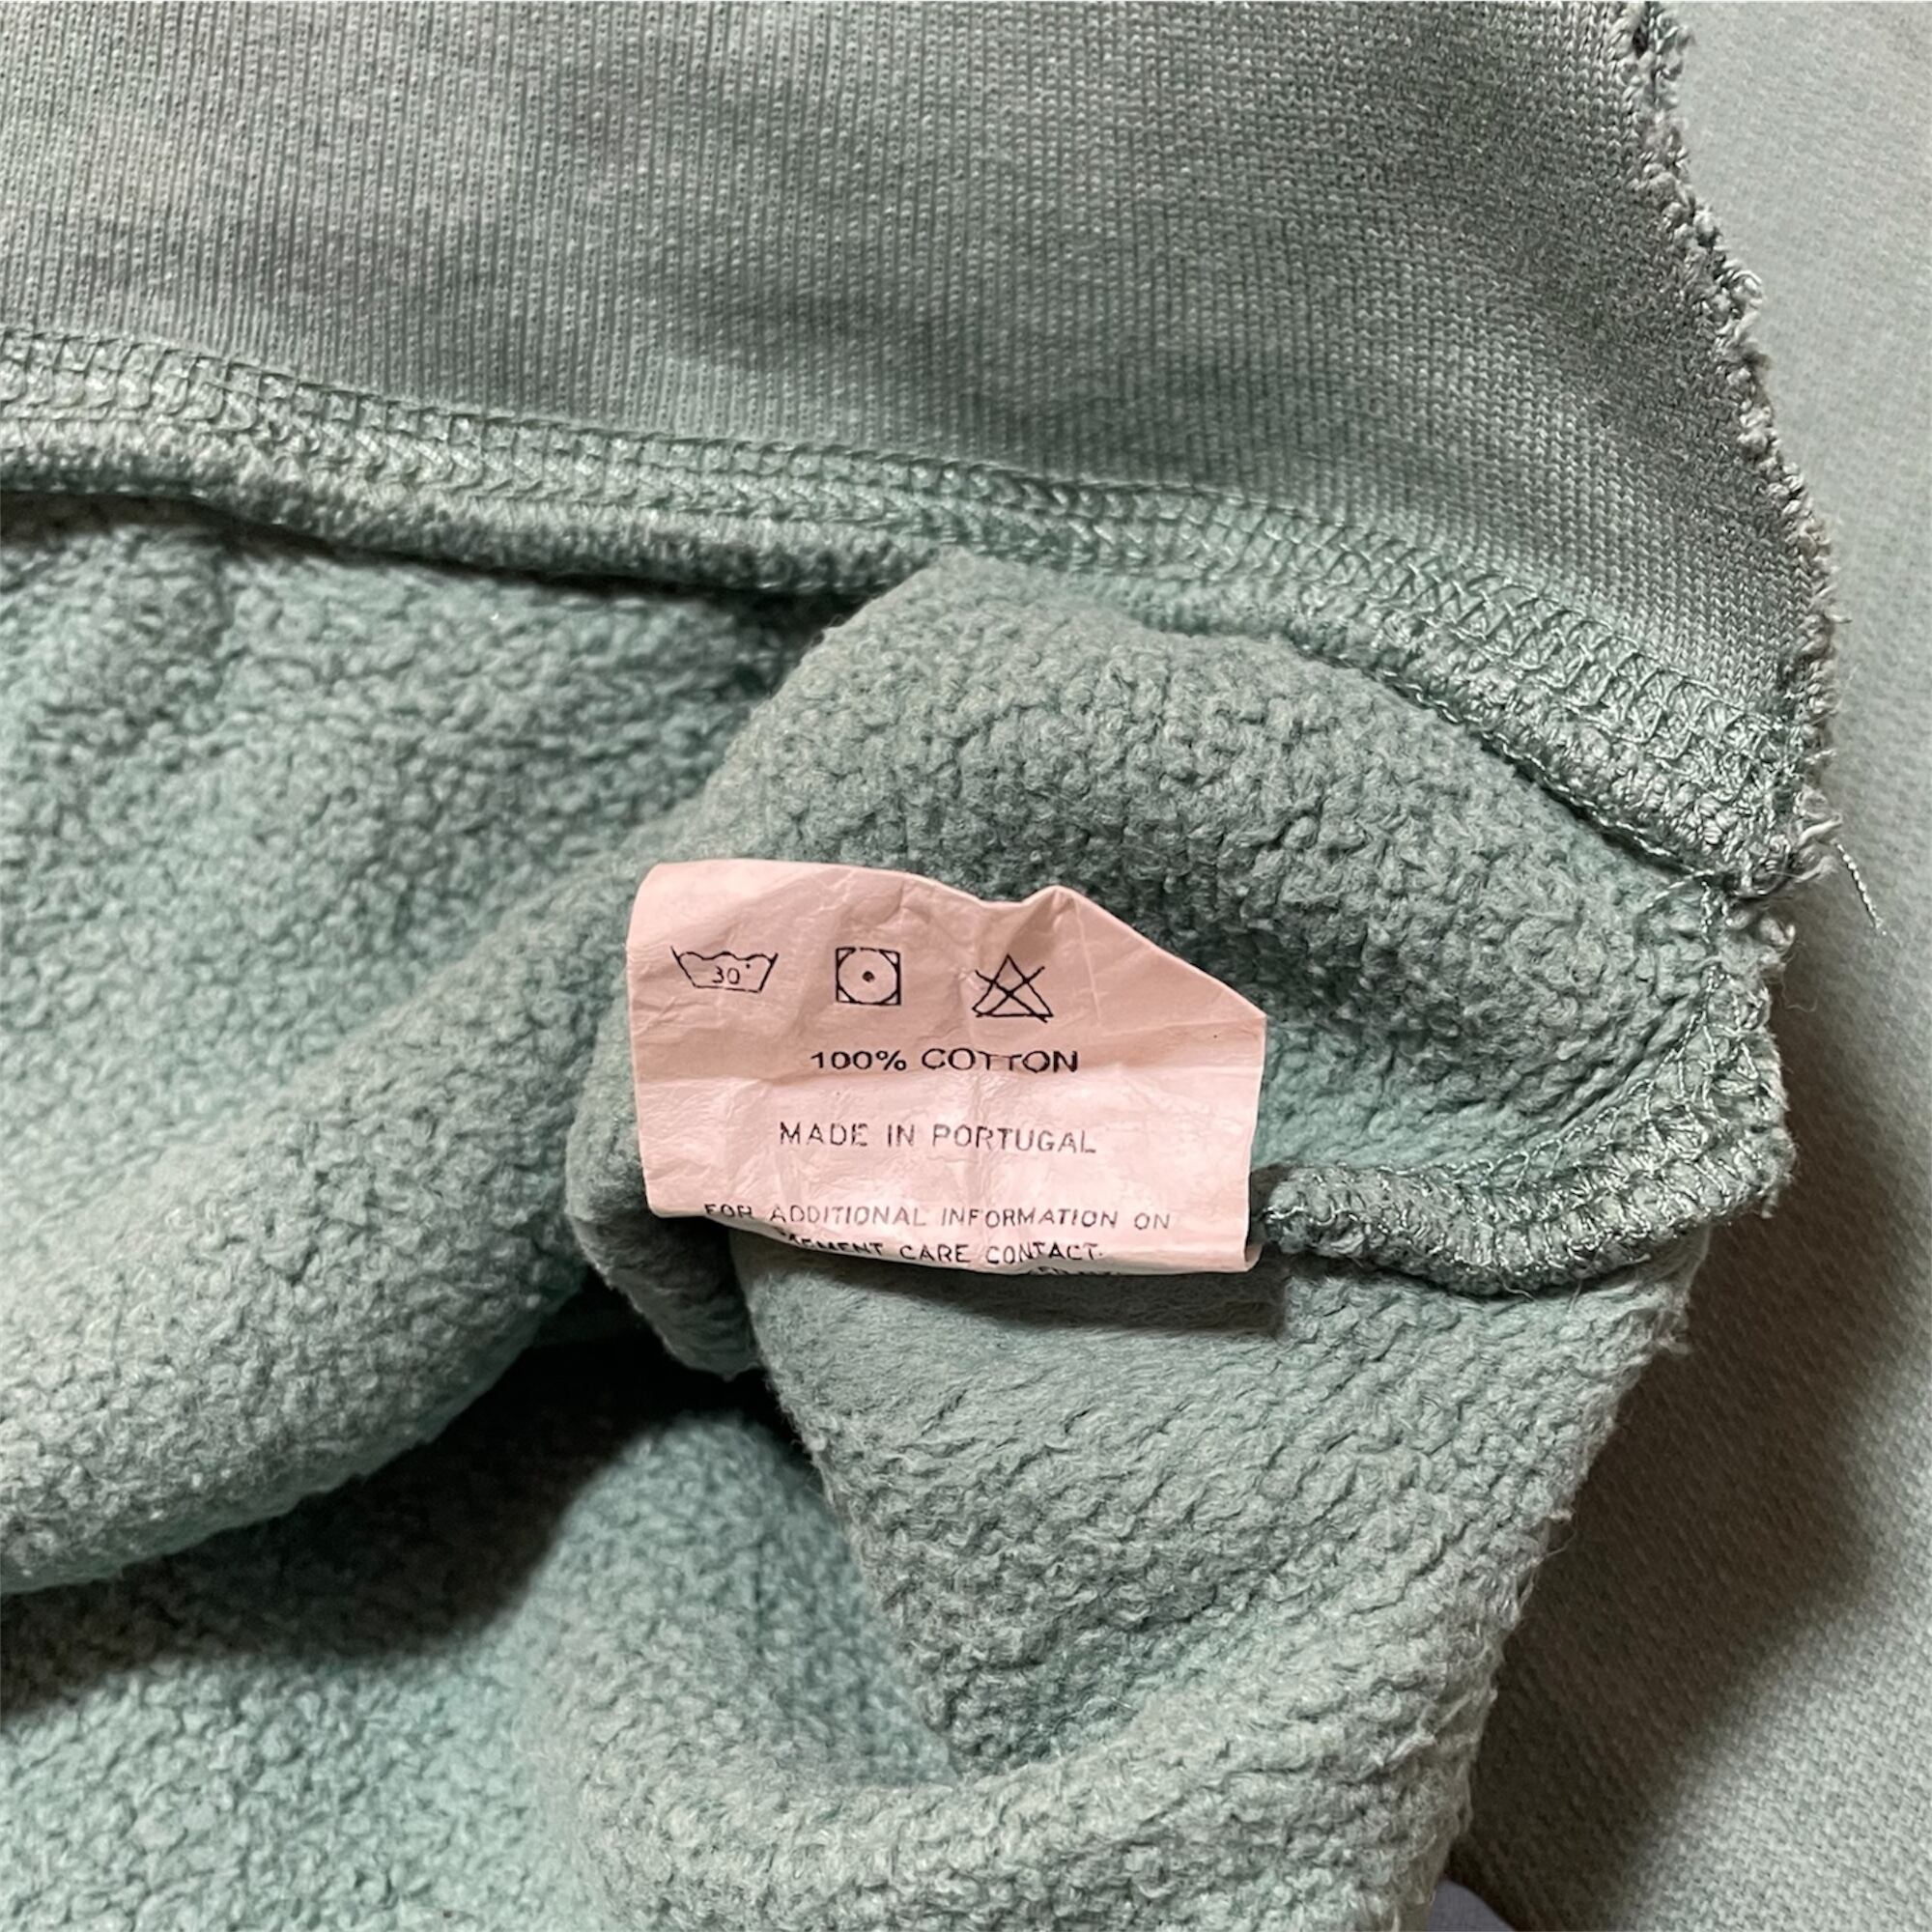 30°
100% COTTON
MADE IN PORTUGAL
FOR ADDITIONAL INFORMATION ON
CARE CONTACT: